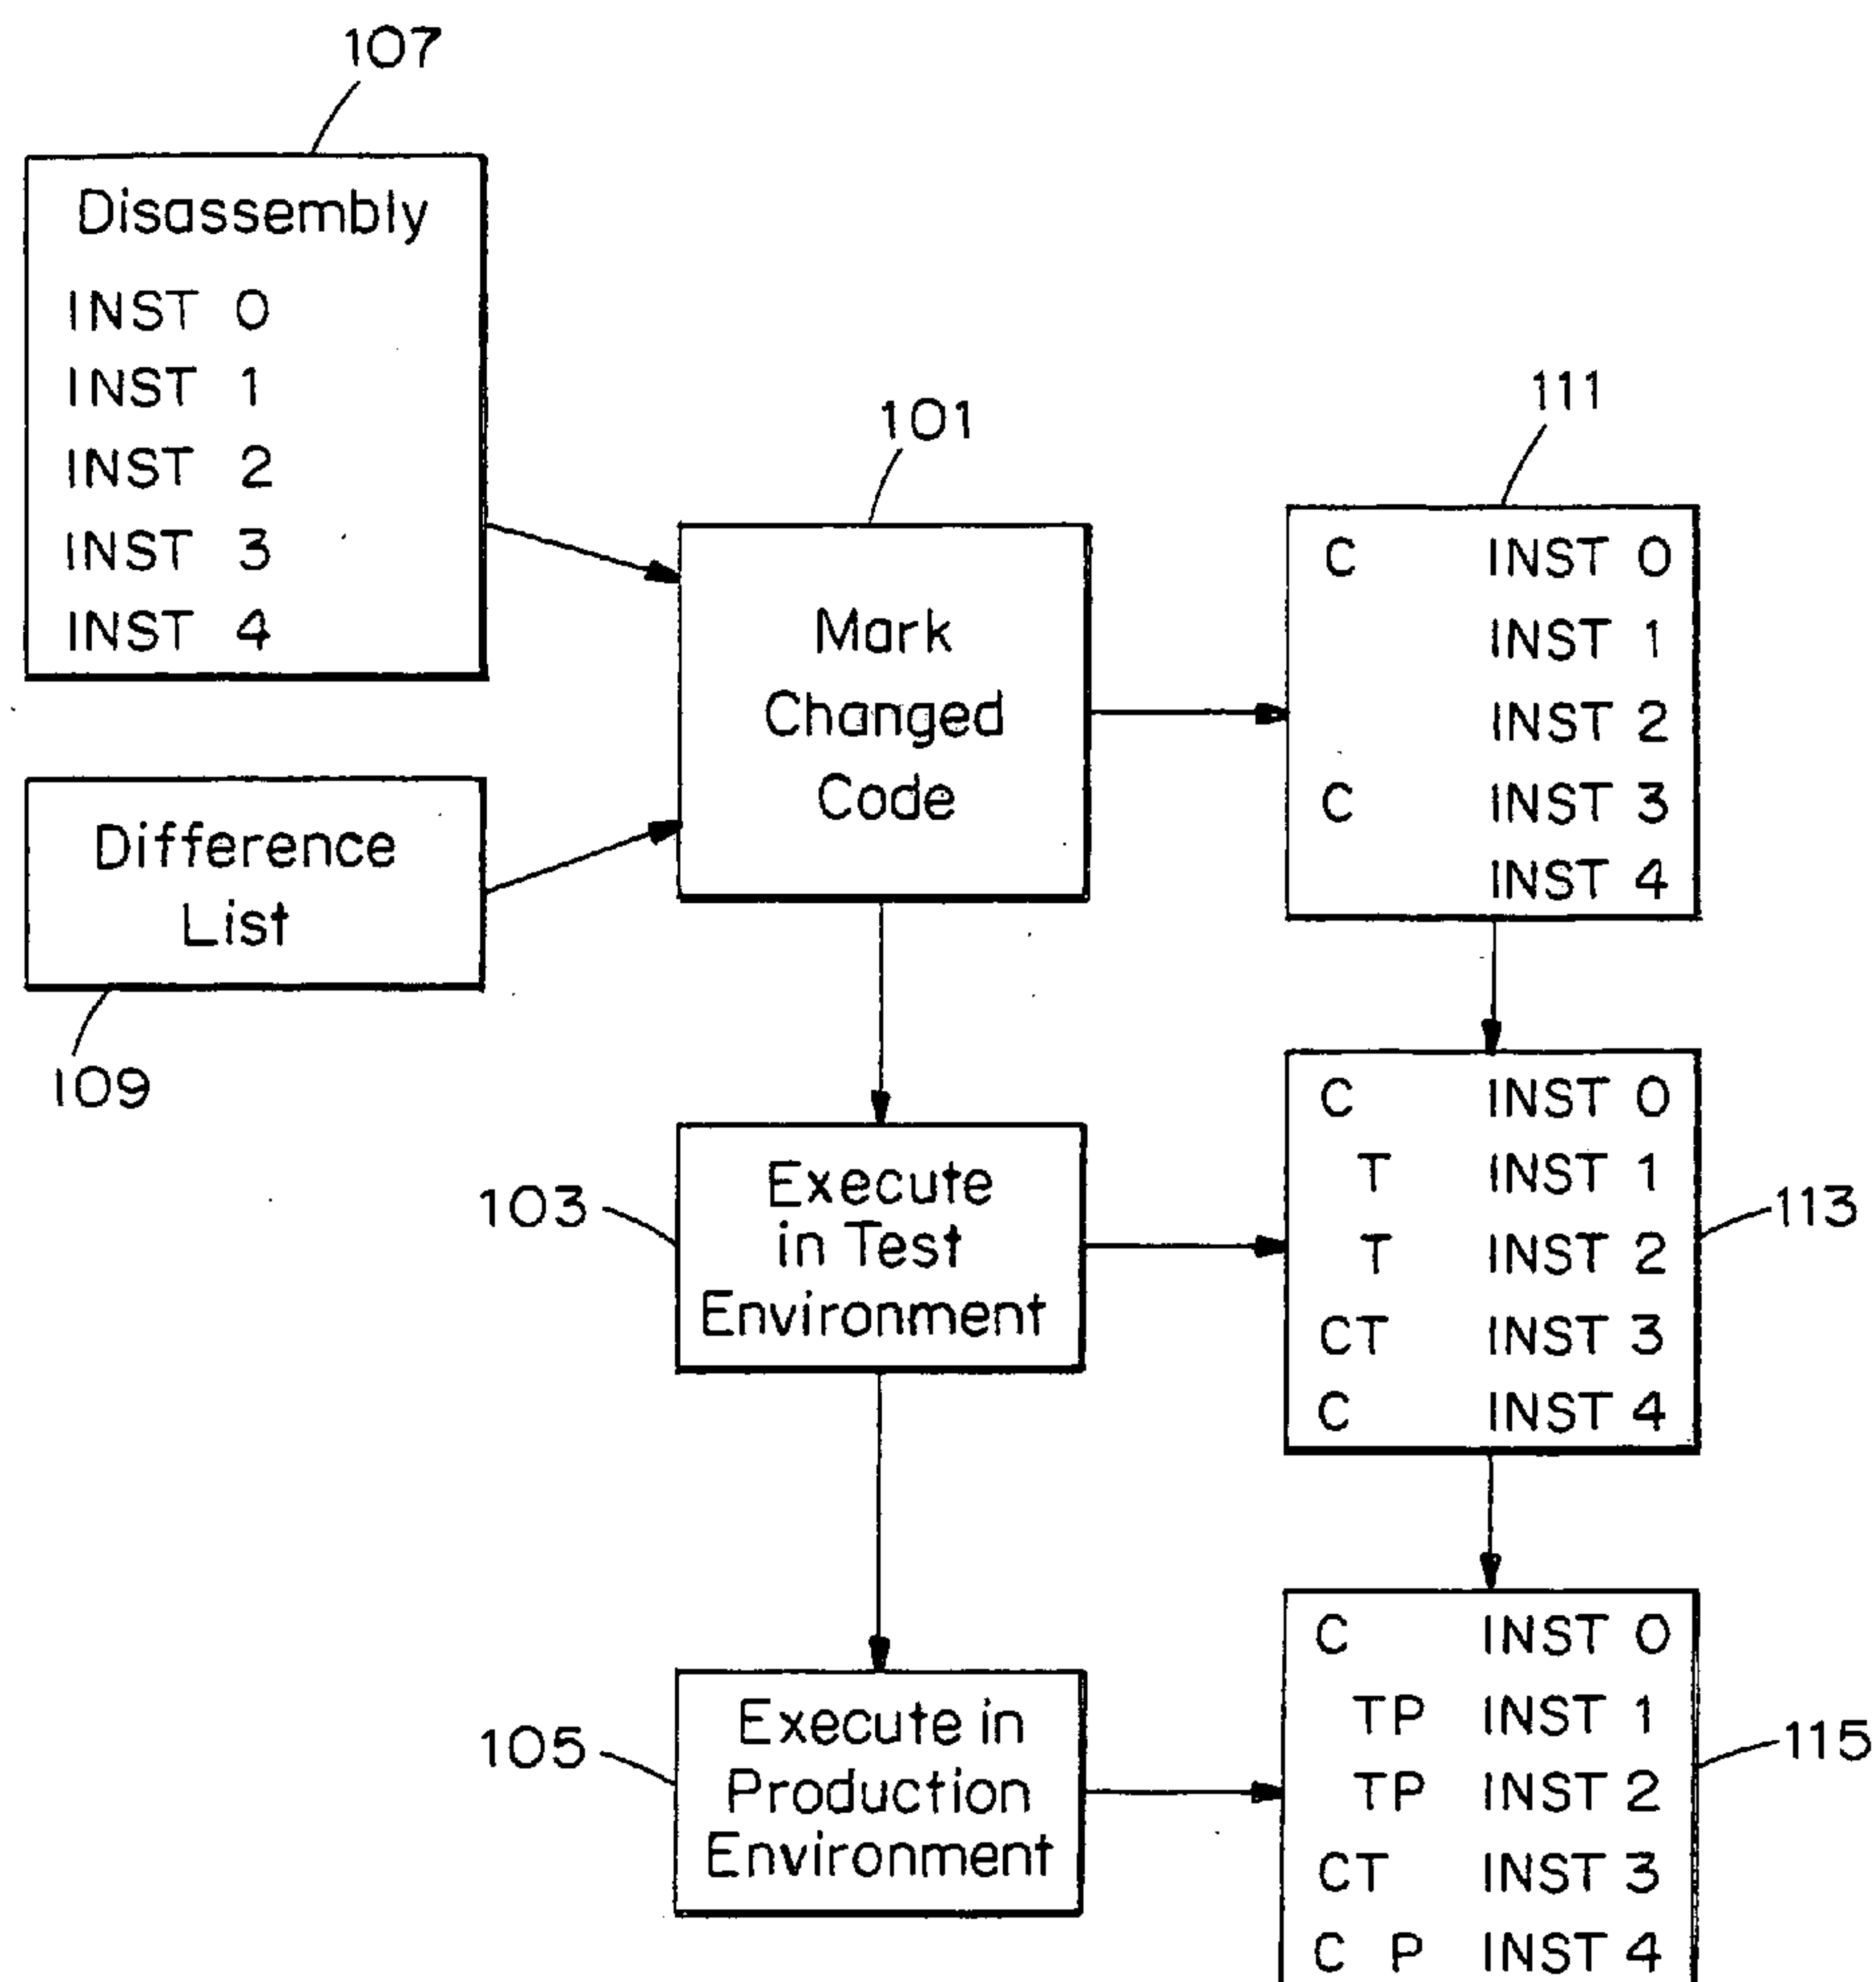 107
Disassembly
INST 0
INST 1
INST 2
INST 3
INST 4
Difference
List
109
101
Mark
Changed
Code
111
C INST 0
INST 1
INST 2
C INST 3
INST 4
103
Execute
in Test
Environment
C INST 0
T INST 1
T INST 2
CT INST 3
C INST 4
113
105
Execute in
Production
Environment
C INST 0
TP INST 1
TP INST 2
CT INST 3
C P INST 4
115